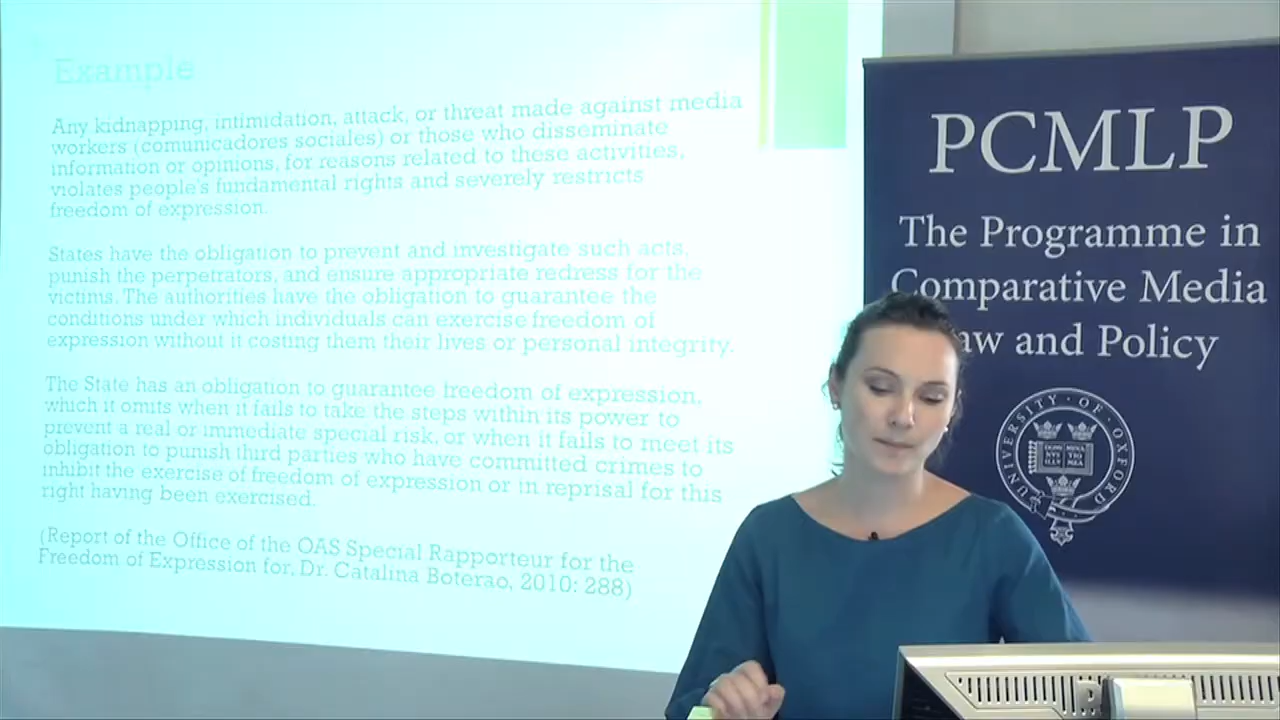 Example
Any kidnapping, intimidation, attack, or threat made against media
workers (comunicadores sociales) or those who disseminate
information or opinions, for reasons related to these activities,
violates people's fundamental rights and severely restricts
freedom of expression.
States have the obligation to prevent and investigate such acts,
punish the perpetrators, and ensure appropriate redress for the
victims. The authorities have the obligation to guarantee the
conditions under which individuals can exercise freedom of
expression without it costing them their lives or personal integrity.
The State has an obligation to guarantee freedom of expression,
which it omits when it fails to take the steps within its power to
prevent a real or immediate special risk, or when it fails to meet its
obligation to punish third parties who have committed crimes to
inhibit the exercise of freedom of expression or in reprisal for this
right having been exercised.
(Report of the Office of the OAS Special Rapporteur for the
Freedom of Expression for, Dr. Catalina Boterao, 2010: 288)
PCMLP
The Programme in
Comparative Media
aw and Policy
UNIVERSITY OF OXFORD